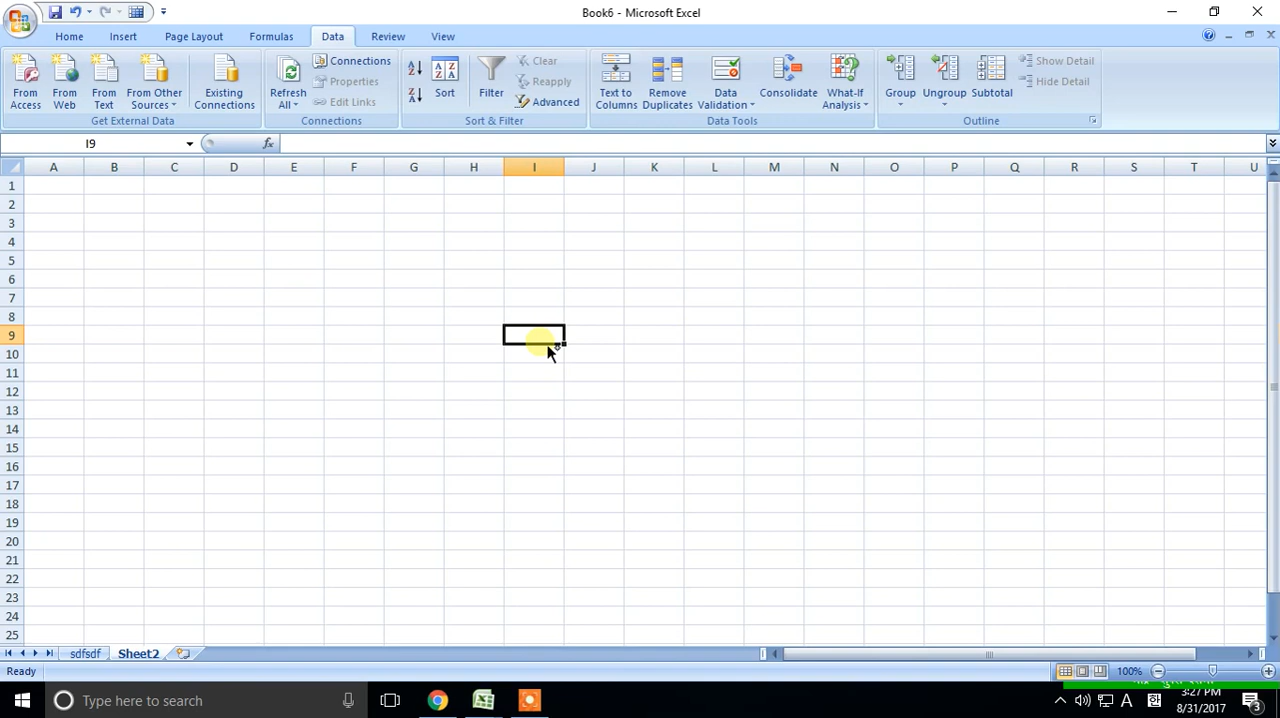 Book6 - Microsoft Excel
Home Insert Page Layout Formulas Data Review View
From Access
From Web
From Text
From Other Sources
Existing Connections
Get External Data
Refresh All
Connections
Properties
Edit Links
Connections
Sort
Filter
Clear
Reapply
Advanced
Sort & Filter
Text to Columns
Remove Duplicates
Data Validation
Consolidate
What-If Analysis
Data Tools
Group
Ungroup
Subtotal
Show Detail
Hide Detail
Outline
I9 fx
A B C D E F G H I J K L M N O P Q R S T U
1
2
3
4
5
6
7
8
9
10
11
12
13
14
15
16
17
18
19
20
21
22
23
24
25
sdfsdf Sheet2
Ready 100%
Type here to search
A
3:27 PM
8/31/2017
3